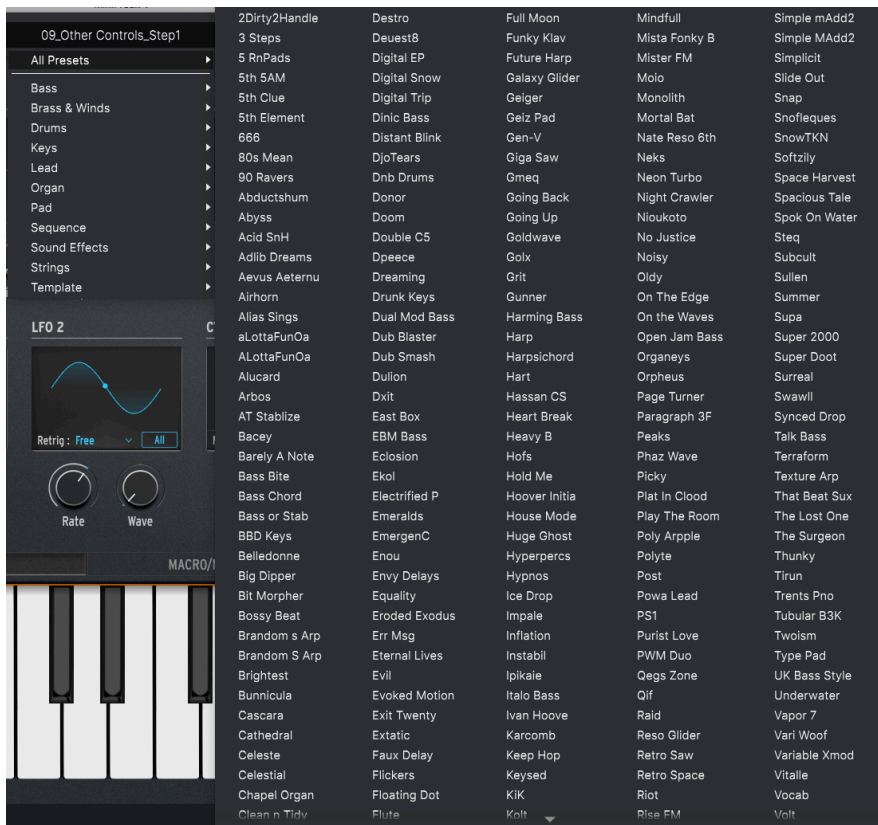 09_Other Controls_Step1
All Presets
Bass
Brass & Winds
Drums
Keys
Lead
Organ
Pad
Sequence
Sound Effects
Strings
Template
LFO 2
Retrig : Free
All
Rate
Wave
MACRO/
2Dirty2Handle
3 Steps
5 RnPads
5th 5AM
5th Clue
5th Element
666
80s Mean
90 Ravers
Abductshum
Abyss
Acid SnH
Adlib Dreams
Aevus Aeternu
Airhorn
Alias Sings
aLottaFunOa
ALottaFunOa
Alucard
Arbos
AT Stablize
Bacey
Barely A Note
Bass Bite
Bass Chord
Bass or Stab
BBD Keys
Belledonne
Big Dipper
Bit Morpher
Bossy Beat
Brandom s Arp
Brandom S Arp
Brightest
Bunnicula
Cascara
Cathedral
Celeste
Celestial
Chapel Organ
Clean n Tidy
Destro
Deuest8
Digital EP
Digital Snow
Digital Trip
Dinic Bass
Distant Blink
DjoTears
Dnb Drums
Donor
Doom
Double C5
Dpeece
Dreaming
Drunk Keys
Dual Mod Bass
Dub Blaster
Dub Smash
Dulion
Dxit
East Box
EBM Bass
Eclosion
Ekol
Electrified P
Emeralds
EmergenC
Enou
Envy Delays
Equality
Eroded Exodus
Err Msg
Eternal Lives
Evil
Evoked Motion
Exit Twenty
Extatic
Faux Delay
Flickers
Floating Dot
Flute
Full Moon
Funky Klav
Future Harp
Galaxy Glider
Geiger
Geiz Pad
Gen-V
Giga Saw
Gmeq
Going Back
Going Up
Goldwave
Golx
Grit
Gunner
Harming Bass
Harp
Harpsichord
Hart
Hassan CS
Heart Break
Heavy B
Hofs
Hold Me
Hoover Initia
House Mode
Huge Ghost
Hyperpercs
Hypnos
Ice Drop
Impale
Inflation
Instabil
Ipikaie
Italo Bass
Ivan Hoove
Karcomb
Keep Hop
Keysed
KiK
Kolt
Mindfull
Mista Fonky B
Mister FM
Moio
Monolith
Mortal Bat
Nate Reso 6th
Neks
Neon Turbo
Night Crawler
Nioukoto
No Justice
Noisy
Oldy
On The Edge
On the Waves
Open Jam Bass
Organeys
Orpheus
Page Turner
Paragraph 3F
Peaks
Phaz Wave
Picky
Plat In Clood
Play The Room
Poly Arpple
Polyte
Post
Powa Lead
PS1
Purist Love
PWM Duo
Qegs Zone
Qif
Raid
Reso Glider
Retro Saw
Retro Space
Riot
Rise FM
Simple mAdd2
Simple MAdd2
Simplicit
Slide Out
Snap
Snofleques
SnowTKN
Softzily
Space Harvest
Spacious Tale
Spok On Water
Steq
Subcult
Sullen
Summer
Supa
Super 2000
Super Doot
Surreal
Swawll
Synced Drop
Talk Bass
Terraform
Texture Arp
That Beat Sux
The Lost One
The Surgeon
Thunky
Tirun
Trents Pno
Tubular B3K
Twoism
Type Pad
UK Bass Style
Underwater
Vapor 7
Vari Woof
Variable Xmod
Vitalle
Vocab
Volt